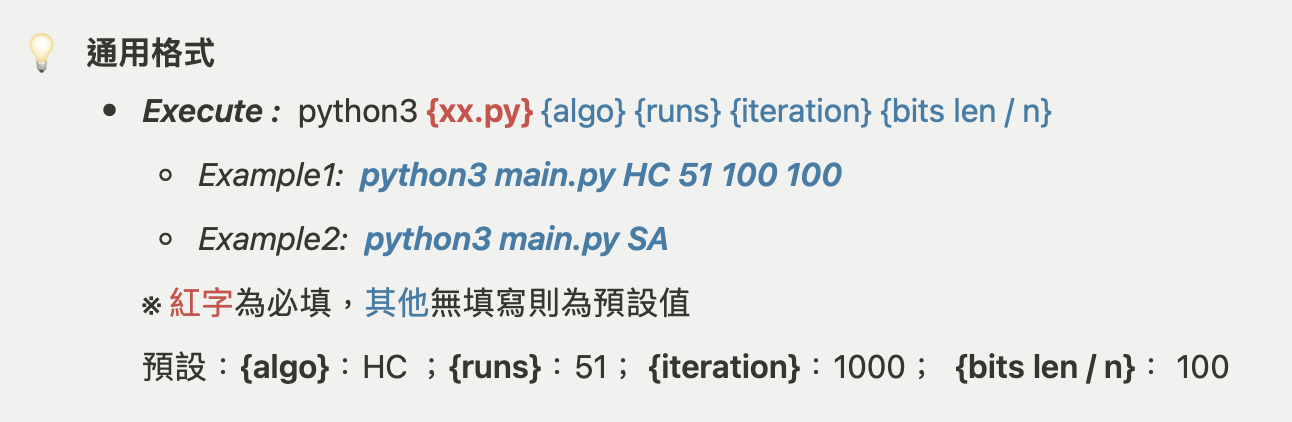 通用格式
Execute : python3 {xx.py} {algo} {runs} {iteration} {bits len / n}
Example1: python3 main.py HC 51 100 100
Example2: python3 main.py SA
※ 紅字為必填，其他無填寫則為預設值
預設：{algo}：HC ；{runs}：51； {iteration}：1000； {bits len / n}： 100